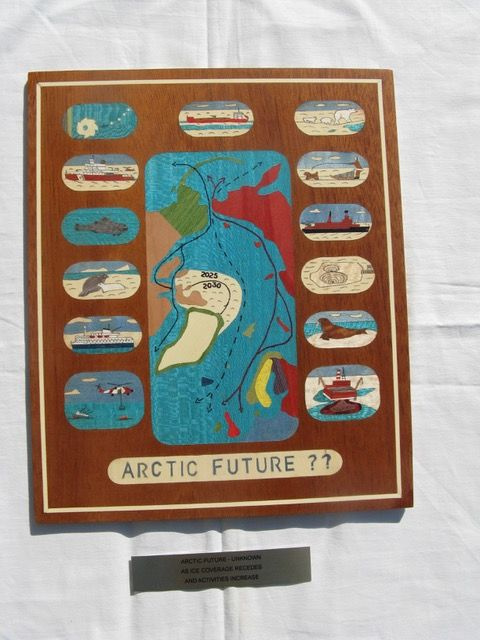 2025
2030
ARCTIC FUTURE ??
ARCTIC FUTURE - UNKNOWN
AS ICE COVERAGE RECEDES
AND ACTIVITIES INCREASE